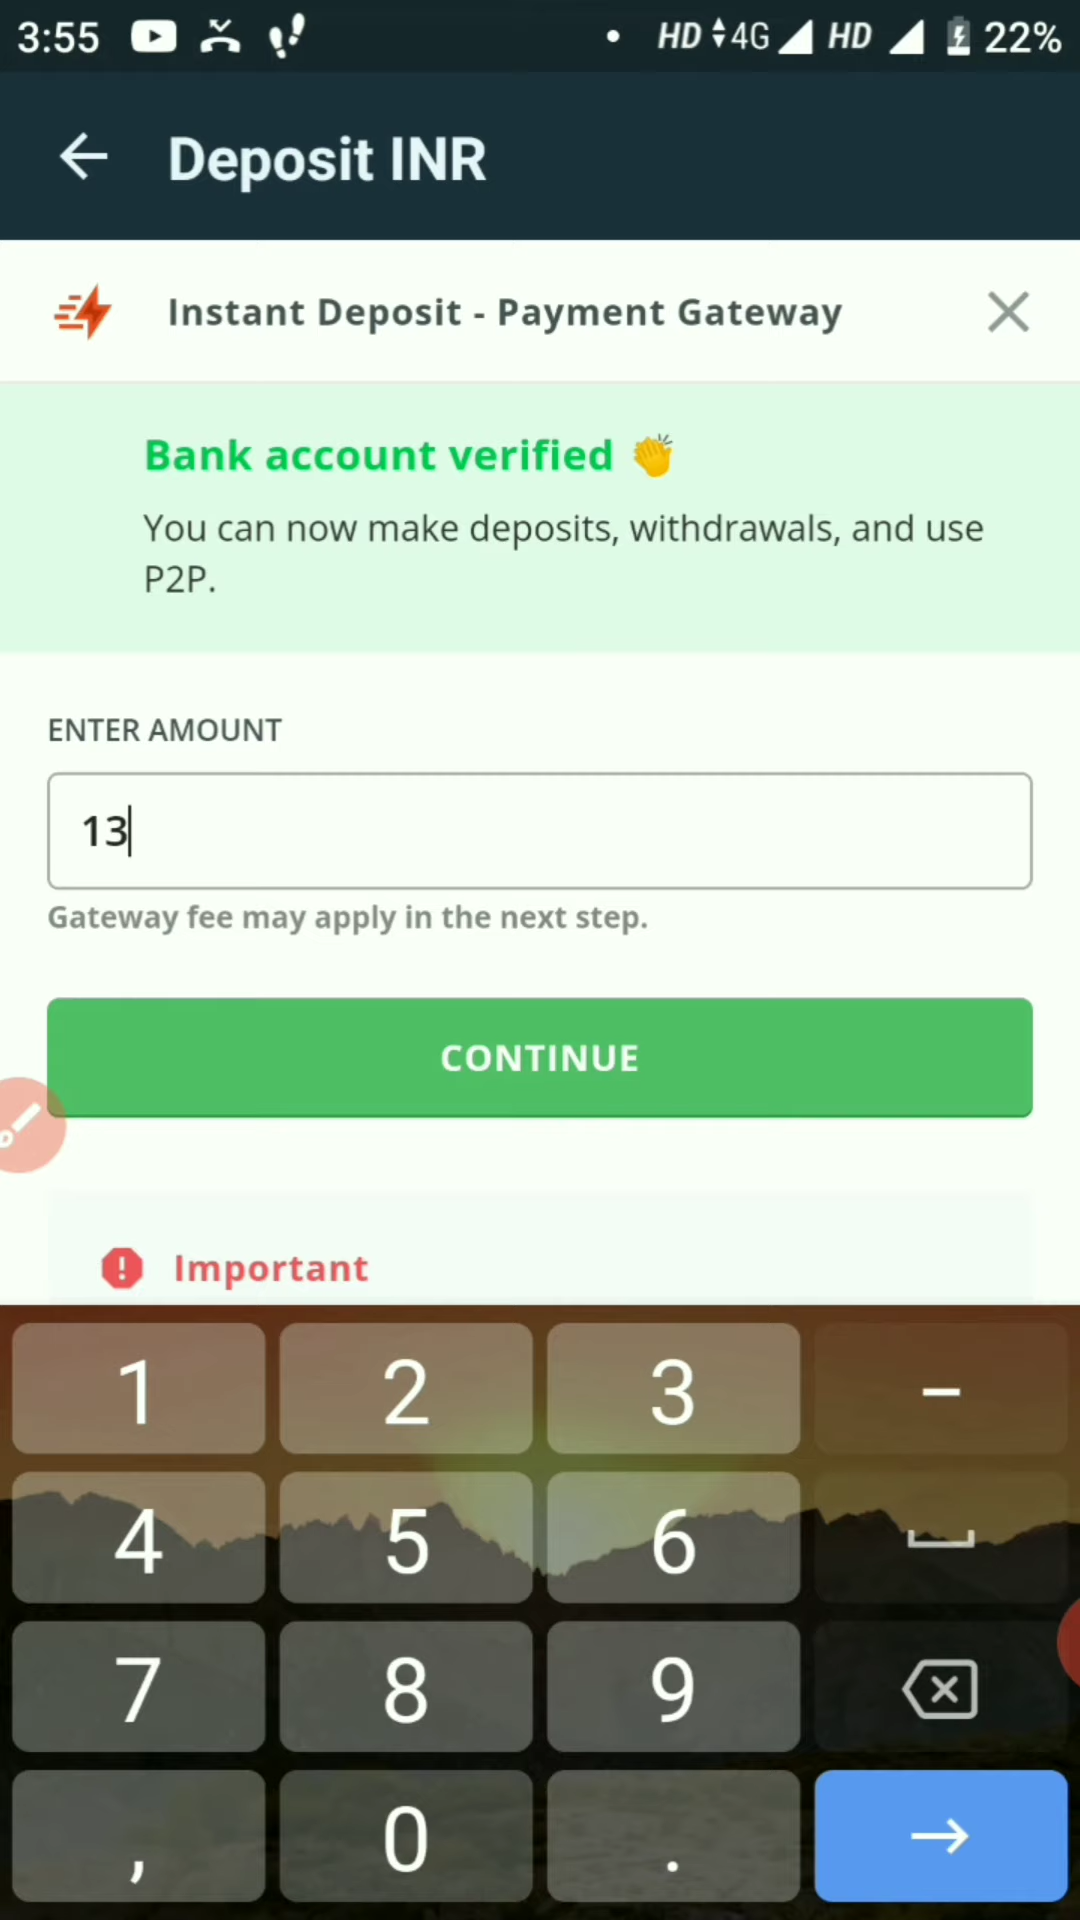 3:55 HD 4G HD 22%
Deposit INR
Instant Deposit - Payment Gateway
Bank account verified 👏
You can now make deposits, withdrawals, and use
P2P.
ENTER AMOUNT
13
Gateway fee may apply in the next step.
CONTINUE
Important
1 2 3 -
4 5 6
7 8 9
, 0 .